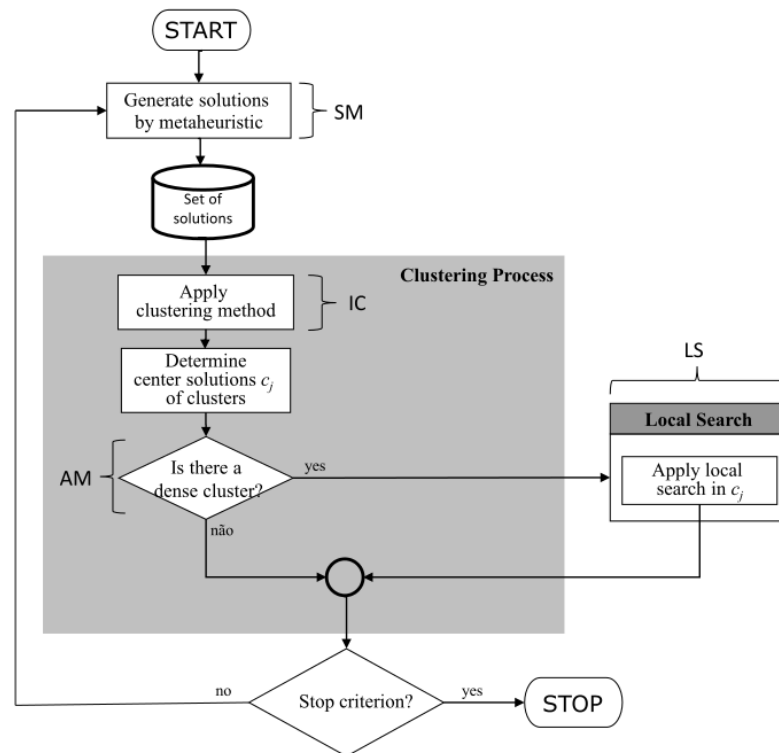 START
Generate solutions
by metaheuristic
SM
Set of
solutions
Clustering Process
Apply
clustering method
IC
Determine
center solutions cj
of clusters
LS
Local Search
Apply local
search in cj
AM
Is there a
dense cluster?
yes
não
Stop criterion?
no
yes
STOP